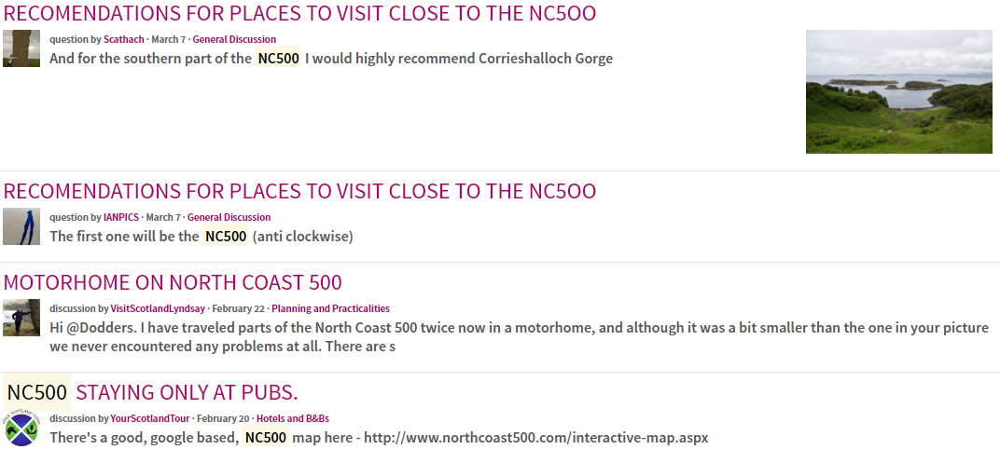 RECOMENDATIONS FOR PLACES TO VISIT CLOSE TO THE NC5OO
question by Scathach · March 7 · General Discussion
And for the southern part of the NC500 I would highly recommend Corrieshalloch Gorge
RECOMENDATIONS FOR PLACES TO VISIT CLOSE TO THE NC5OO
question by IANPICS · March 7 · General Discussion
The first one will be the NC500 (anti clockwise)
MOTORHOME ON NORTH COAST 500
discussion by VisitScotlandLyndsay · February 22 · Planning and Practicalities
Hi @Dodders. I have traveled parts of the North Coast 500 twice now in a motorhome, and although it was a bit smaller than the one in your picture
we never encountered any problems at all. There are s
NC500 STAYING ONLY AT PUBS.
discussion by YourScotlandTour · February 20 · Hotels and B&Bs
There's a good, google based, NC500 map here - http://www.northcoast500.com/interactive-map.aspx